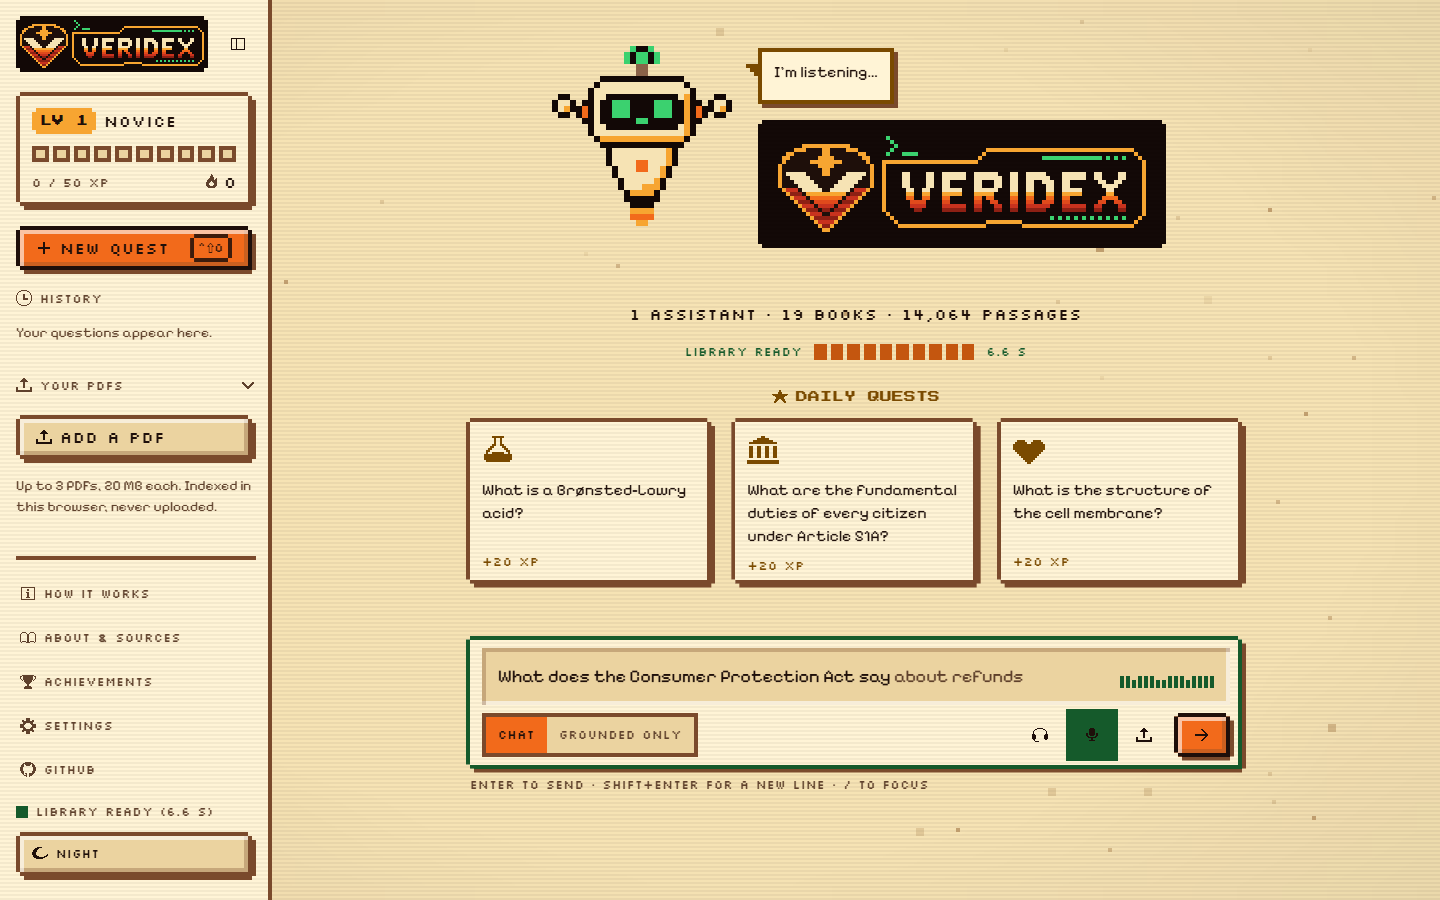 VERIDEX
LV 1 NOVICE
0 / 50 XP 0
+ NEW QUEST ^⇧O
HISTORY
Your questions appear here.
YOUR PDFS
ADD A PDF
Up to 3 PDFs, 20 MB each. Indexed in
this browser, never uploaded.
HOW IT WORKS
ABOUT & SOURCES
ACHIEVEMENTS
SETTINGS
GITHUB
LIBRARY READY (6.6 S)
NIGHT
I'm listening...
VERIDEX
1 ASSISTANT · 19 BOOKS · 14,064 PASSAGES
LIBRARY READY 6.6 S
DAILY QUESTS
What is a Brønsted-Lowry
acid?
+20 XP
What are the fundamental
duties of every citizen
under Article 51A?
+20 XP
What is the structure of
the cell membrane?
+20 XP
What does the Consumer Protection Act say about refunds
CHAT GROUNDED ONLY
ENTER TO SEND · SHIFT+ENTER FOR A NEW LINE · / TO FOCUS